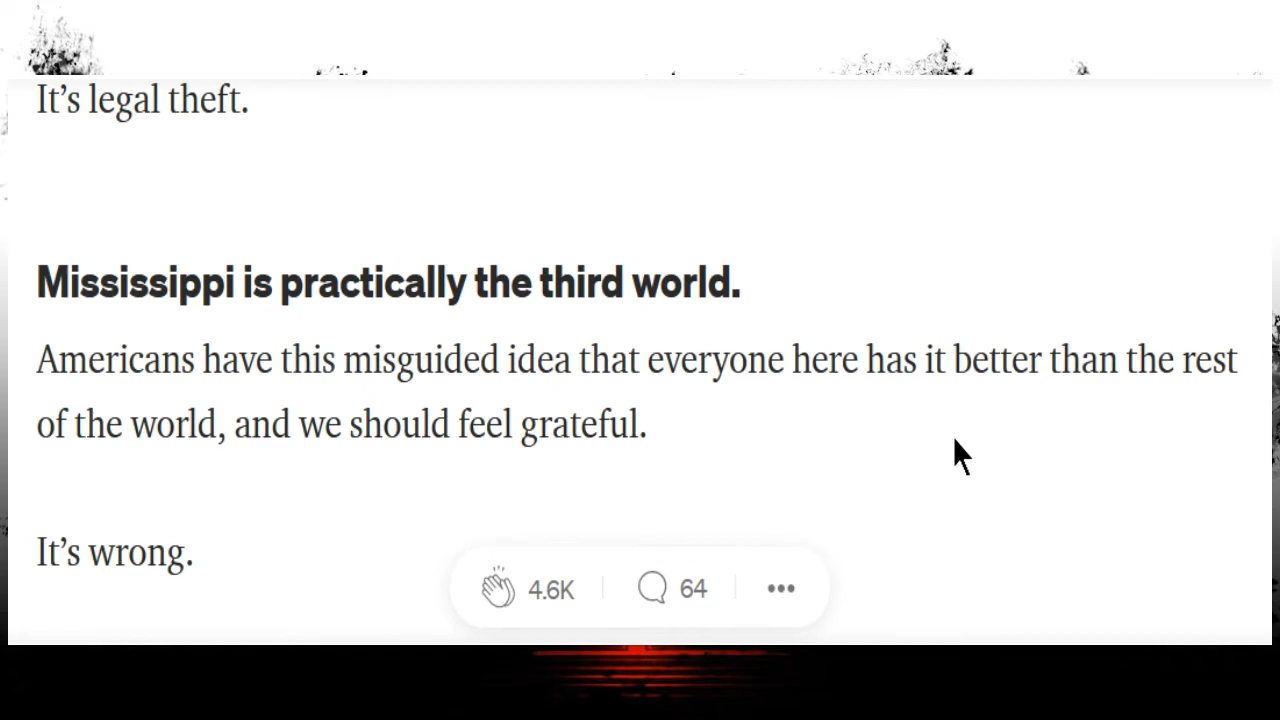 It’s legal theft.
Mississippi is practically the third world.
Americans have this misguided idea that everyone here has it better than the rest
of the world, and we should feel grateful.
It’s wrong.
4.6K
64